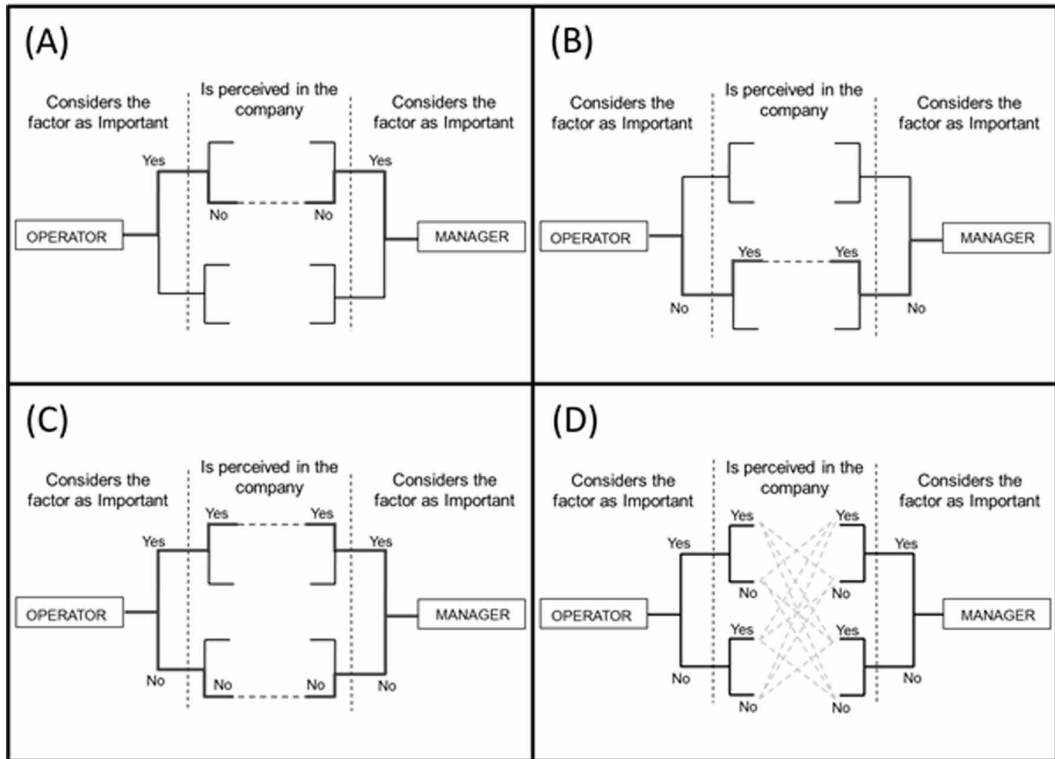 (A)
Considers the
factor as Important
Is perceived in the
company
Considers the
factor as Important
Yes
Yes
No
No
OPERATOR
MANAGER
(B)
Considers the
factor as Important
Is perceived in the
company
Considers the
factor as Important
OPERATOR
MANAGER
Yes
Yes
No
No
(C)
Considers the
factor as Important
Is perceived in the
company
Considers the
factor as Important
Yes
Yes
Yes
Yes
OPERATOR
MANAGER
No
No
No
No
(D)
Considers the
factor as Important
Is perceived in the
company
Considers the
factor as Important
Yes
Yes
Yes
Yes
No
No
OPERATOR
MANAGER
Yes
Yes
No
No
No
No